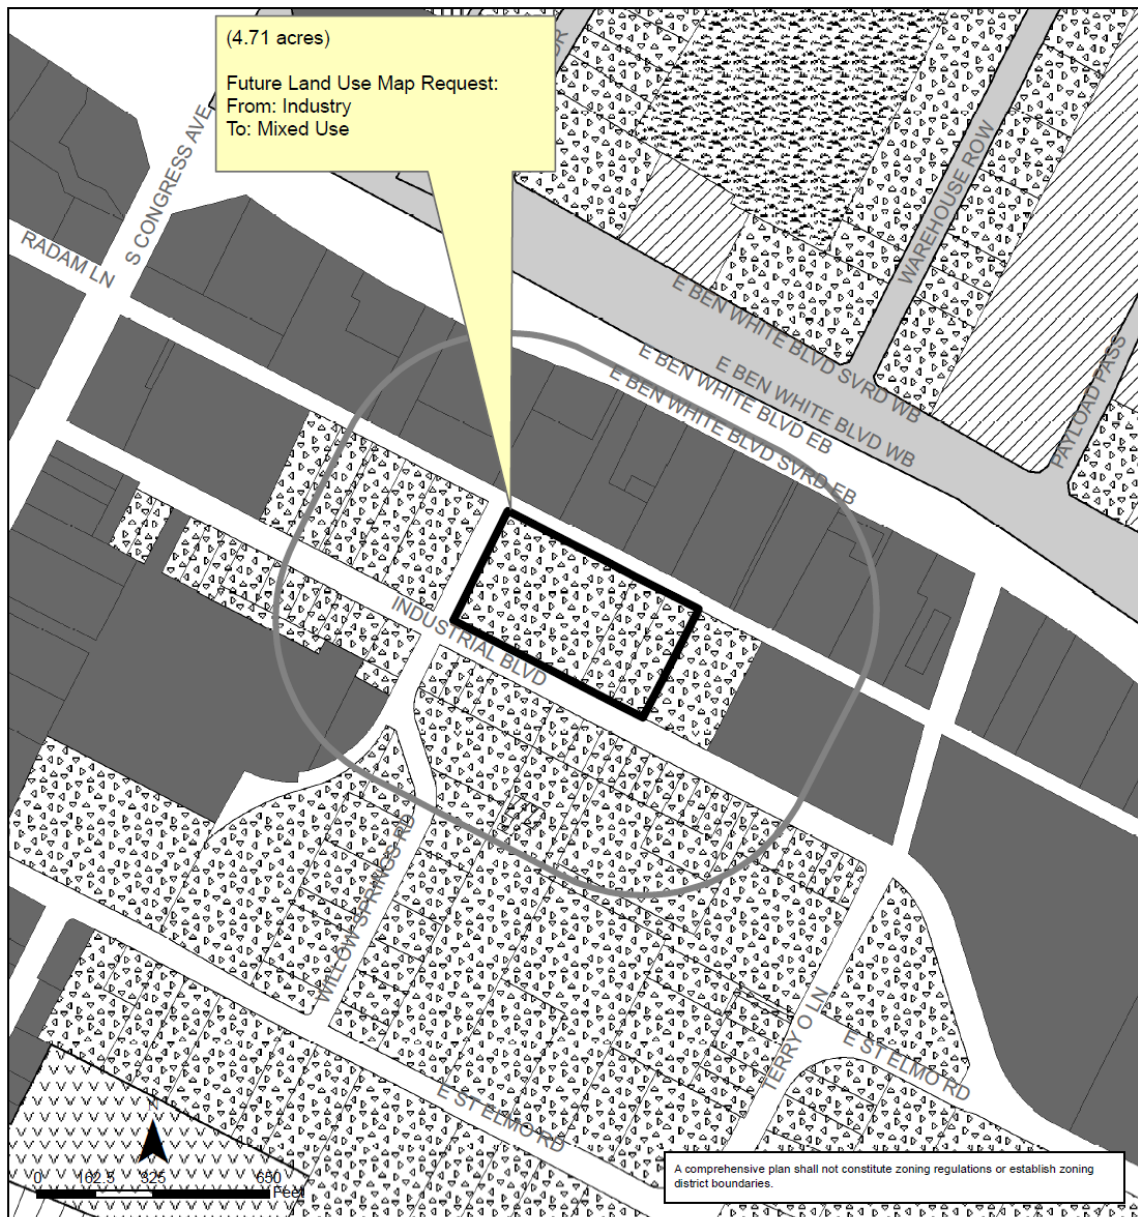 (4.71 acres)
Future Land Use Map Request:
From: Industry
To: Mixed Use
DR
S CONGRESS AVE
RADAM LN
WAREHOUSE ROW
E BEN WHITE BLVD SVRD WB
E BEN WHITE BLVD WB
E BEN WHITE BLVD EB
E BEN WHITE BLVD SVRD EB
PAYLOAD PASS
INDUSTRIAL BLVD
WILLOW SPRINGS RD
TERRY O LN
E ST ELMO RD
E ST ELMO RD
N
0 162.5 325 650
Feet
A comprehensive plan shall not constitute zoning regulations or establish zoning
district boundaries.